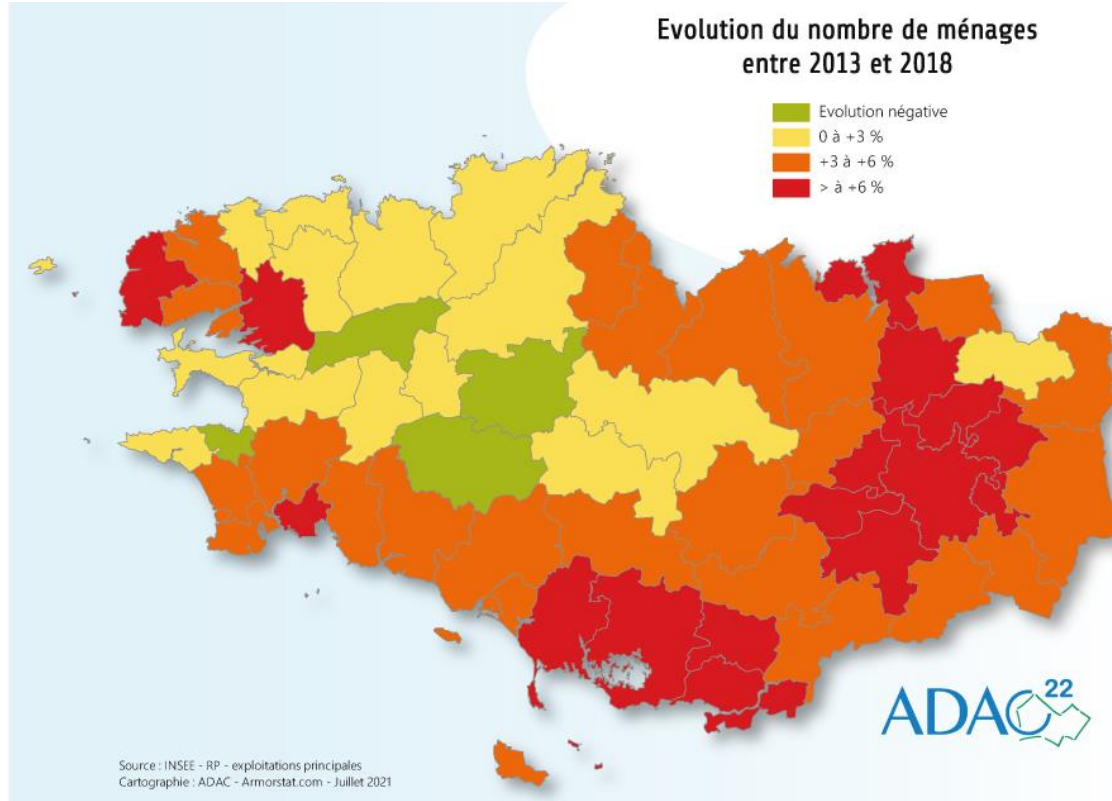 Evolution du nombre de ménages
entre 2013 et 2018
Evolution négative
0 à +3 %
+3 à +6 %
> à +6 %
ADAC22
Source : INSEE - RP - exploitations principales
Cartographie : ADAC - Armorstat.com - Juillet 2021